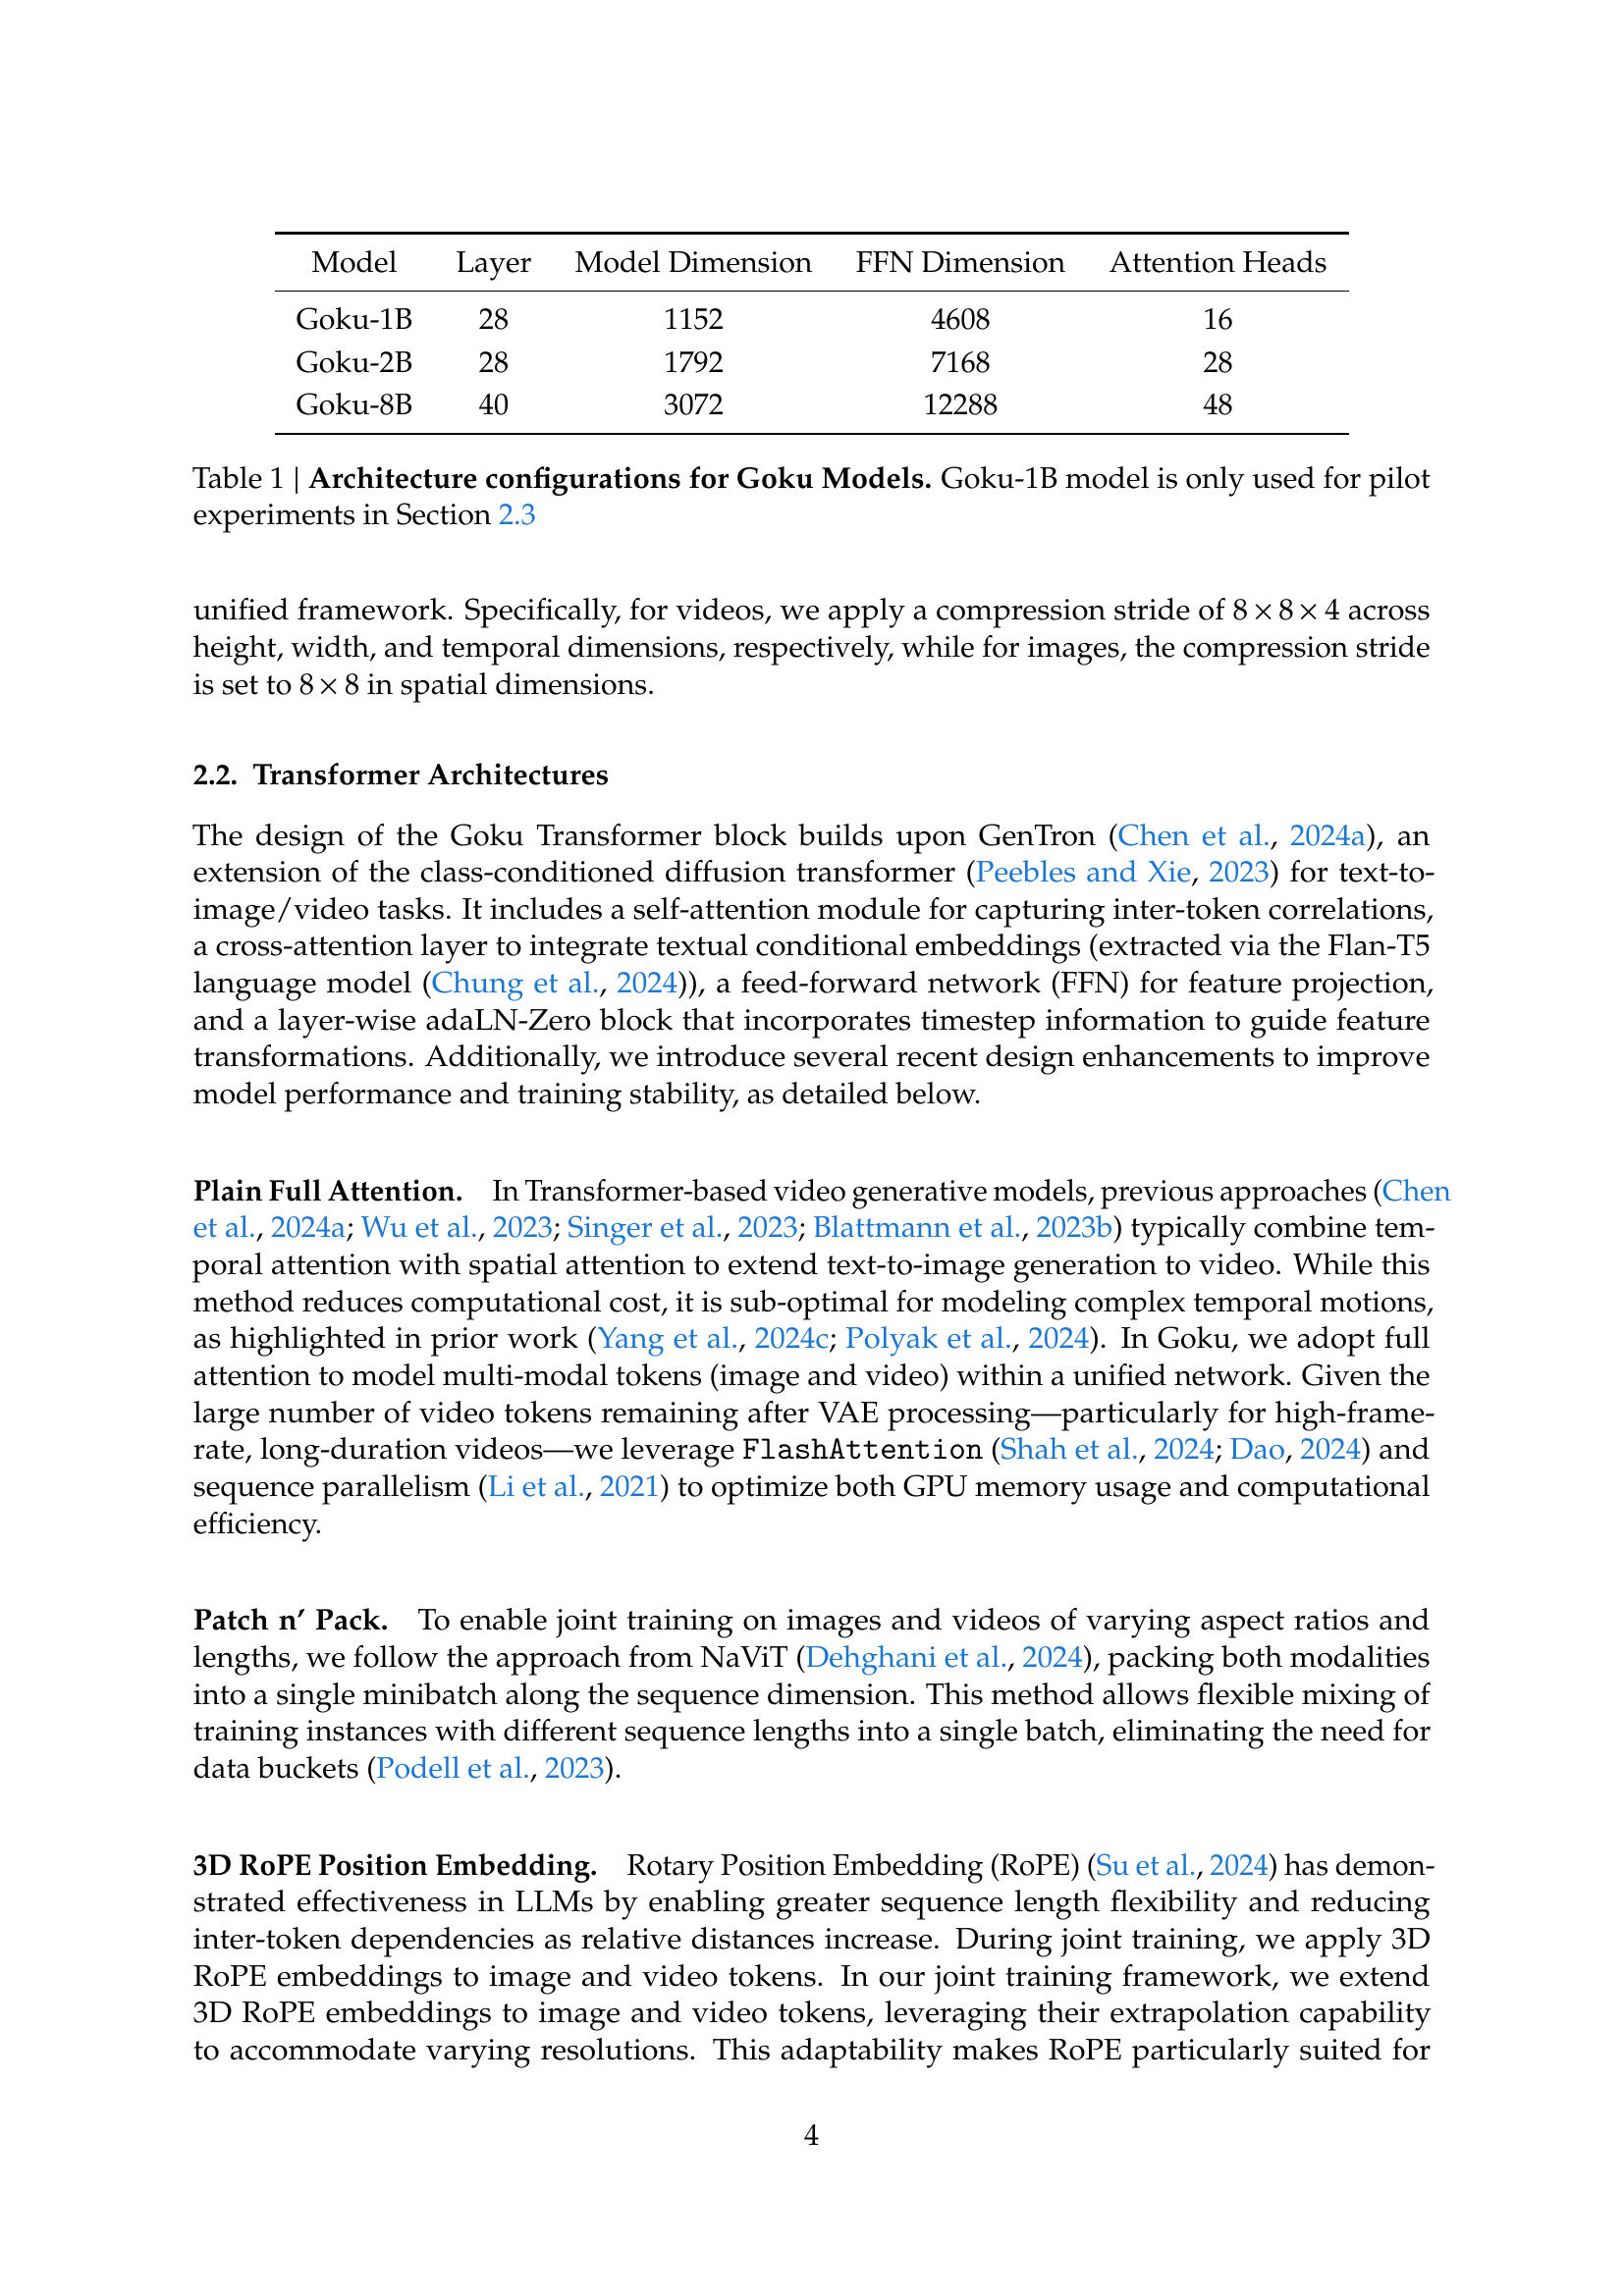 Model Layer Model Dimension FFN Dimension Attention Heads
Goku-1B 28 1152 4608 16
Goku-2B 28 1792 7168 28
Goku-8B 40 3072 12288 48
Table 1 | Architecture configurations for Goku Models. Goku-1B model is only used for pilot
experiments in Section 2.3
unified framework. Specifically, for videos, we apply a compression stride of 8 × 8 × 4 across
height, width, and temporal dimensions, respectively, while for images, the compression stride
is set to 8 × 8 in spatial dimensions.
2.2. Transformer Architectures
The design of the Goku Transformer block builds upon GenTron (Chen et al., 2024a), an
extension of the class-conditioned diffusion transformer (Peebles and Xie, 2023) for text-to-
image/video tasks. It includes a self-attention module for capturing inter-token correlations,
a cross-attention layer to integrate textual conditional embeddings (extracted via the Flan-T5
language model (Chung et al., 2024)), a feed-forward network (FFN) for feature projection,
and a layer-wise adaLN-Zero block that incorporates timestep information to guide feature
transformations. Additionally, we introduce several recent design enhancements to improve
model performance and training stability, as detailed below.
Plain Full Attention. In Transformer-based video generative models, previous approaches (Chen
et al., 2024a; Wu et al., 2023; Singer et al., 2023; Blattmann et al., 2023b) typically combine tem-
poral attention with spatial attention to extend text-to-image generation to video. While this
method reduces computational cost, it is sub-optimal for modeling complex temporal motions,
as highlighted in prior work (Yang et al., 2024c; Polyak et al., 2024). In Goku, we adopt full
attention to model multi-modal tokens (image and video) within a unified network. Given the
large number of video tokens remaining after VAE processing—particularly for high-frame-
rate, long-duration videos—we leverage FlashAttention (Shah et al., 2024; Dao, 2024) and
sequence parallelism (Li et al., 2021) to optimize both GPU memory usage and computational
efficiency.
Patch n’ Pack. To enable joint training on images and videos of varying aspect ratios and
lengths, we follow the approach from NaViT (Dehghani et al., 2024), packing both modalities
into a single minibatch along the sequence dimension. This method allows flexible mixing of
training instances with different sequence lengths into a single batch, eliminating the need for
data buckets (Podell et al., 2023).
3D RoPE Position Embedding. Rotary Position Embedding (RoPE) (Su et al., 2024) has demon-
strated effectiveness in LLMs by enabling greater sequence length flexibility and reducing
inter-token dependencies as relative distances increase. During joint training, we apply 3D
RoPE embeddings to image and video tokens. In our joint training framework, we extend
3D RoPE embeddings to image and video tokens, leveraging their extrapolation capability
to accommodate varying resolutions. This adaptability makes RoPE particularly suited for
4